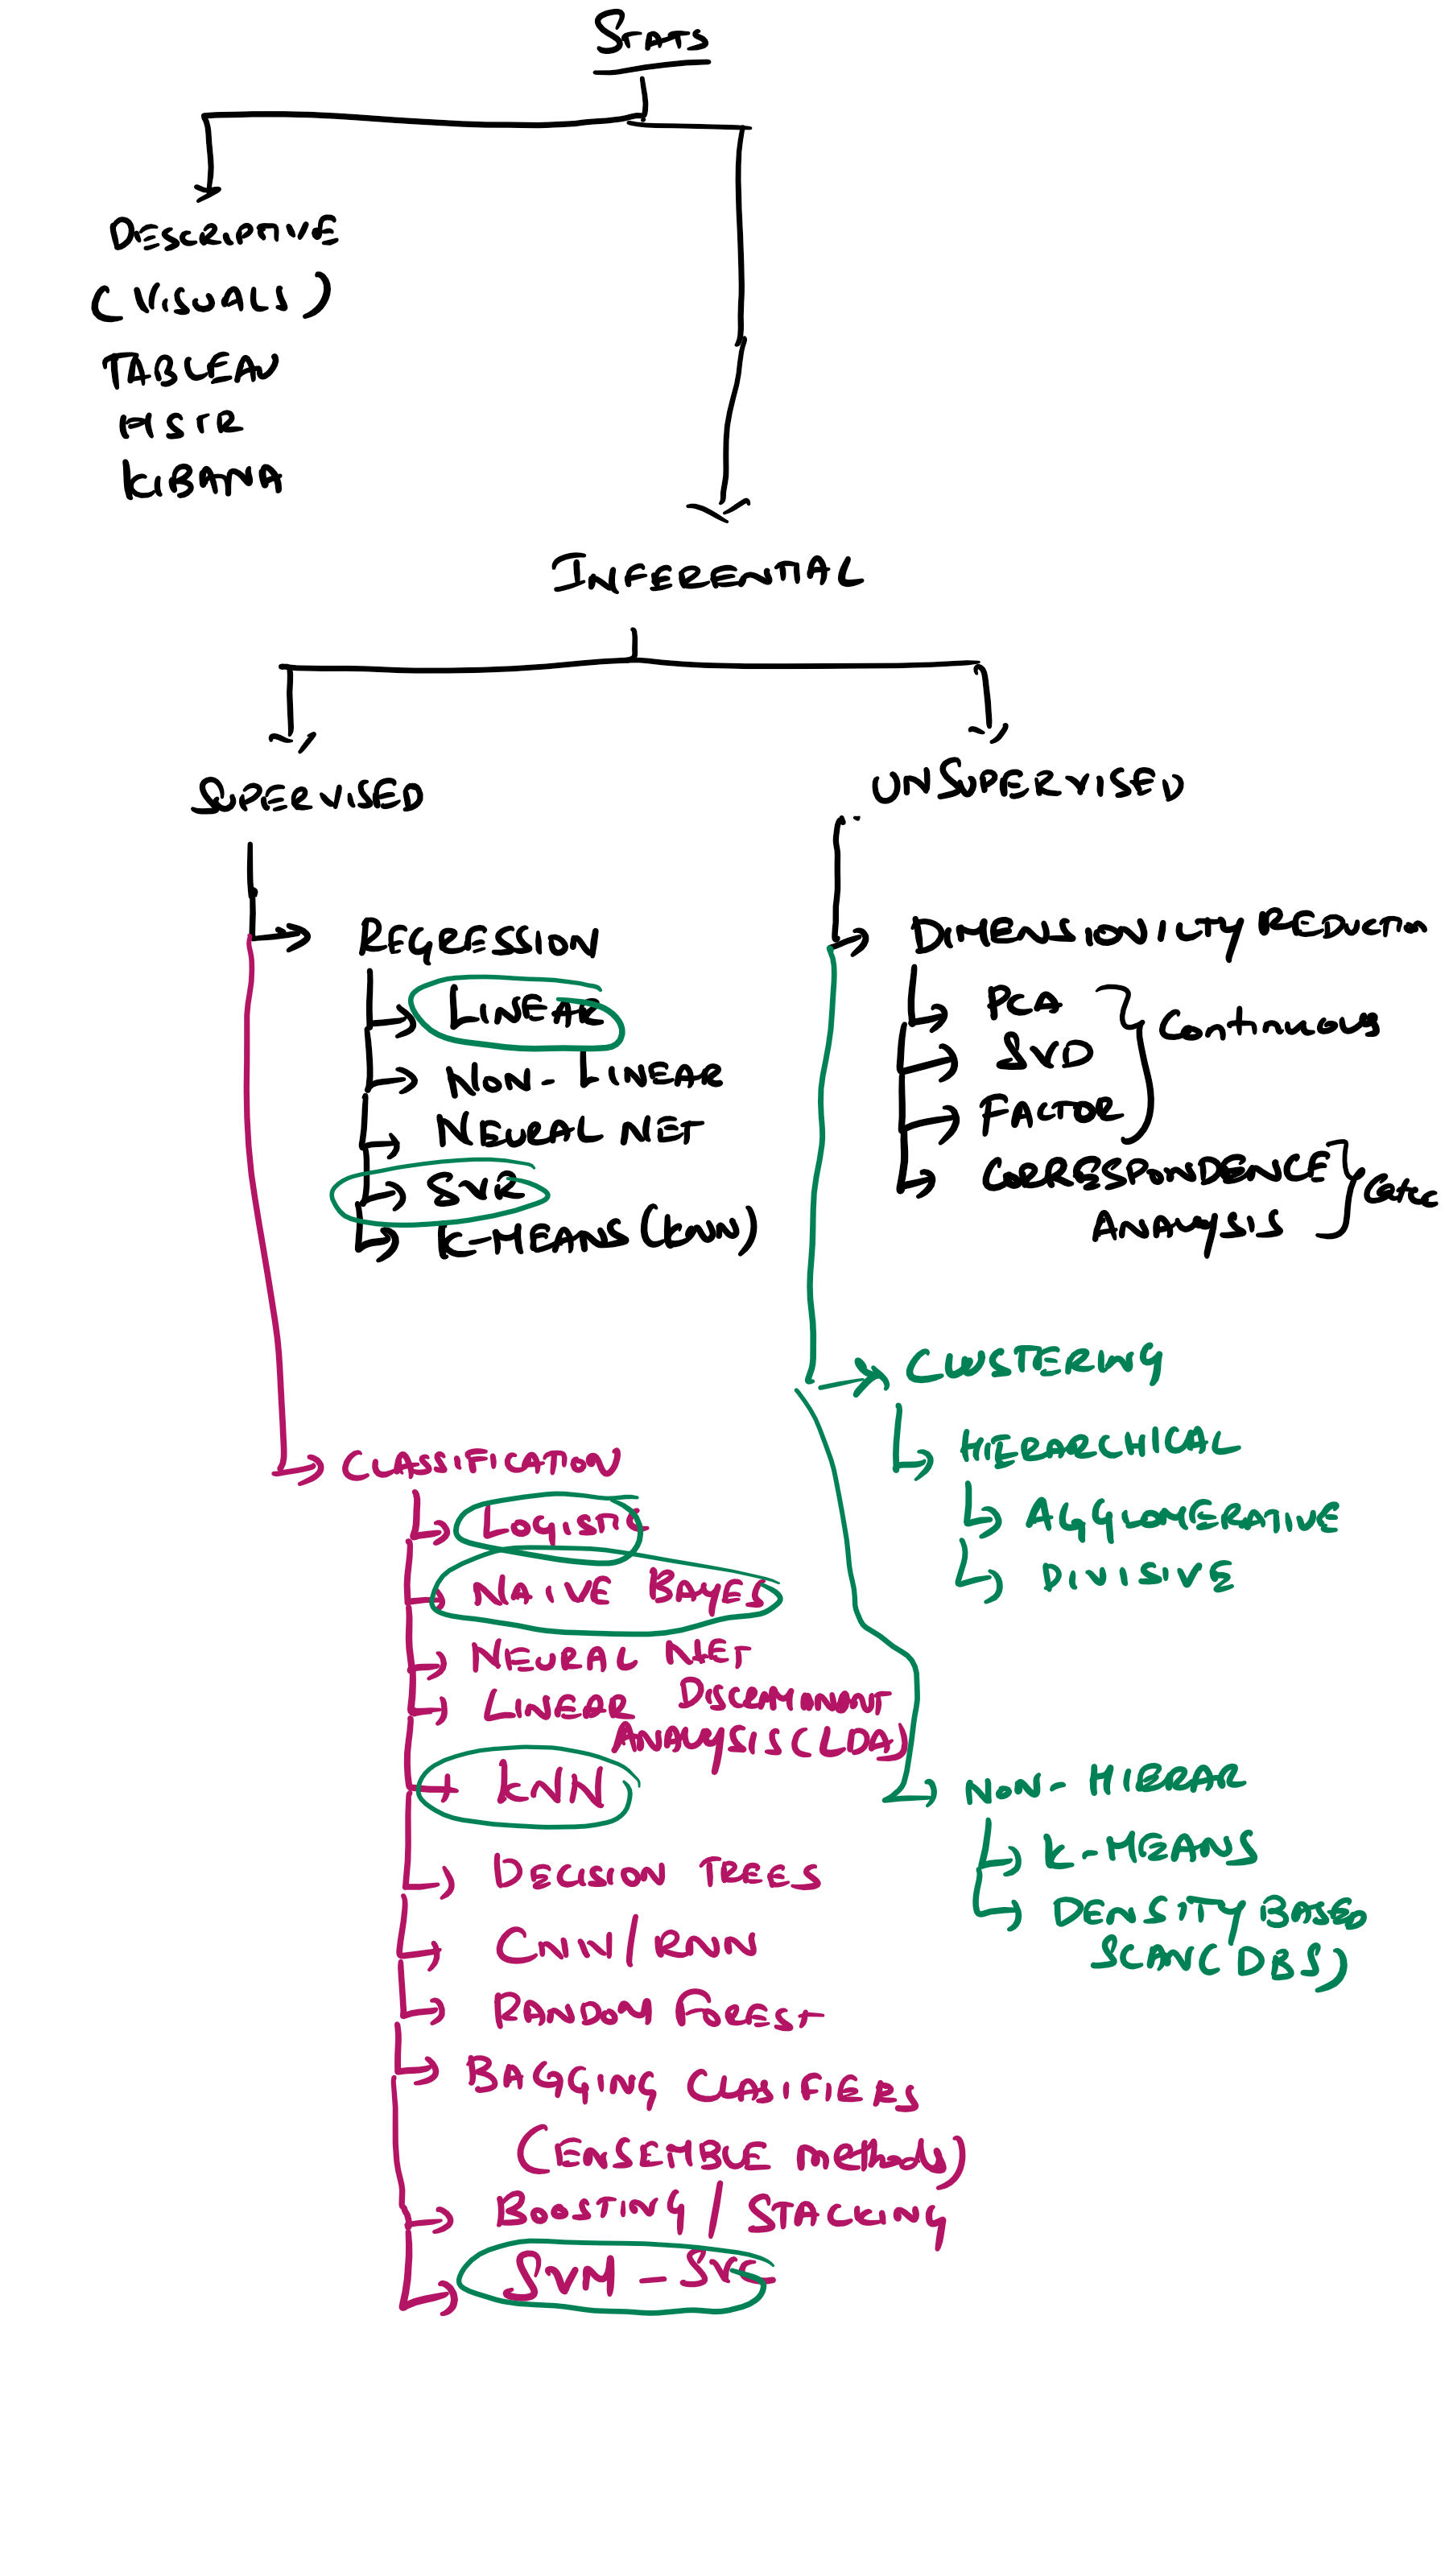 STATS
DESCRIPTIVE
(VISUALS)
TABLEAU
MSTR
KIBANA
INFERENTIAL
SUPERVISED
UNSUPERVISED
REGRESSION
LINEAR
NON-LINEAR
NEURAL NET
SVR
K-MEANS (KNN)
DIMENSIONILTY REDUCTION
PCA
SVD
FACTOR
Continuous
CORRESPONDENCE
ANALYSIS
CLASSIFICATION
LOGISTIC
NAIVE BAYES
NEURAL NET
LINEAR DISCRIMINANT
ANALYSIS (LDA)
KNN
DECISION TREES
CNN/RNN
RANDOM FOREST
BAGGING CLASIFIERS
(ENSEMBLE methods)
BOOSTING / STACKING
SVM - SVC
CLUSTERING
HIERARCHICAL
AGGLOMERATIVE
DIVISIVE
NON-HIERAR
K-MEANS
DENSITY BASED
SCAN (DBS)